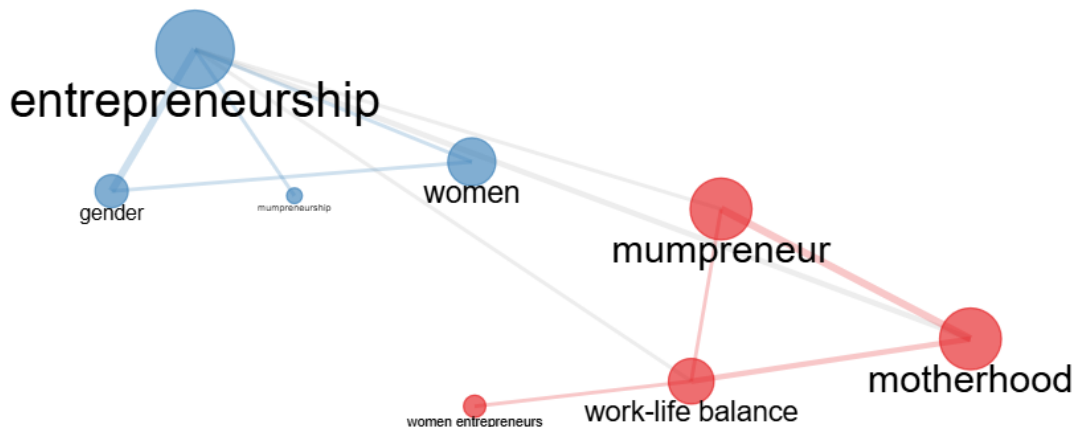 entrepreneurship
gender
mumpreneurship
women
mumpreneur
motherhood
work-life balance
women entrepreneurs